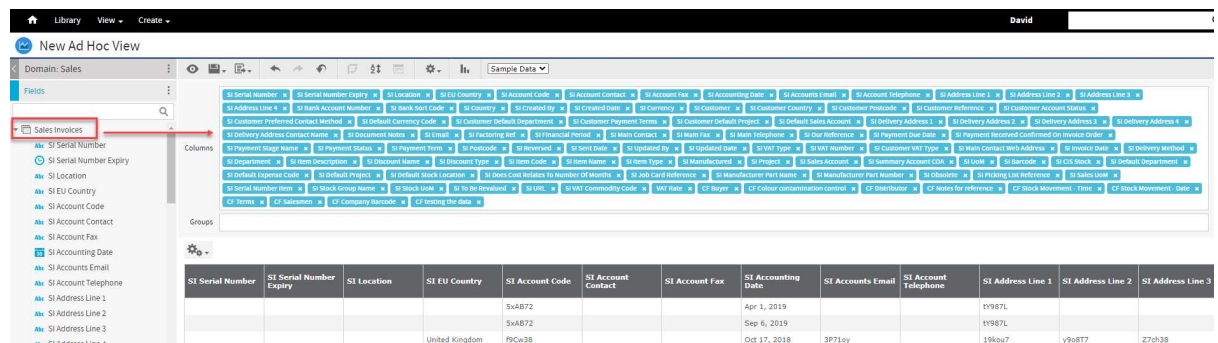 Library View Create David
New Ad Hoc View
Domain: Sales Sample Data
Fields
Sales Invoices
Abc SI Serial Number
SI Serial Number Expiry
Abc SI Location
Abc SI EU Country
Abc SI Account Code
Abc SI Account Contact
Abc SI Account Fax
SI Accounting Date
Abc SI Accounts Email
Abc SI Account Telephone
Abc SI Address Line 1
Abc SI Address Line 2
Abc SI Address Line 3
Columns
SI Serial Number x SI Serial Number Expiry x SI Location x SI EU Country x SI Account Code x SI Account Contact x SI Account Fax x SI Accounting Date x SI Accounts Email x SI Account Telephone x SI Address Line 1 x SI Address Line 2 x SI Address Line 3 x
SI Address Line 4 x SI Bank Account Number x SI Bank Sort Code x SI Country x SI Created By x SI Created Date x SI Currency x SI Customer x SI Customer Country x SI Customer Postcode x SI Customer Reference x SI Customer Account Status x
SI Customer Preferred Contact Method x SI Default Currency Code x SI Customer Default Department x SI Customer Payment Terms x SI Customer Default Project x SI Default Sales Account x SI Delivery Address 1 x SI Delivery Address 2 x SI Delivery Address 3 x SI Delivery Address 4 x
SI Delivery Address Contact Name x SI Document Notes x SI Email x SI Factoring Ref x SI Financial Period x SI Main Contact x SI Main Fax x SI Main Telephone x SI Our Reference x SI Payment Due Date x SI Payment Received Confirmed On Invoice Order x
SI Payment Stage Name x SI Payment Status x SI Payment Term x SI Postcode x SI Reversed x SI Sent Date x SI Updated By x SI Updated Date x SI VAT Type x SI VAT Number x SI Customer VAT Type x SI Main Contact Web Address x SI Invoice Date x SI Delivery Method x
SI Department x SI Item Description x SI Discount Name x SI Discount Type x SI Item Code x SI Item Name x SI Item Type x SI Manufactured x SI Project x SI Sales Account x SI Summary Account COA x SI UoM x SI Barcode x SI CIS Stock x SI Default Department x
SI Default Expense Code x SI Default Project x SI Default Stock Location x SI Does Cost Relates To Number Of Months x SI Job Card Reference x SI Manufacturer Part Name x SI Manufacturer Part Number x SI Obsolete x SI Picking List Reference x SI Sales UoM x
SI Serial Number Item x SI Stock Group Name x SI Stock UoM x SI To Be Revalued x SI URL x SI VAT Commodity Code x VAT Rate x CF Buyer x CF Colour contamination control x CF Distributor x CF Notes for reference x CF Stock Movement - Time x CF Stock Movement - Date x
CF Terms x CF Salesmen x CF Company Barcode x CF testing the data x
Groups
SI Serial Number SI Serial Number Expiry SI Location SI EU Country SI Account Code SI Account Contact SI Account Fax SI Accounting Date SI Accounts Email SI Account Telephone SI Address Line 1 SI Address Line 2 SI Address Line 3
5xAB72 Apr 1, 2019 tY987L
5xAB72 Sep 6, 2019 tY987L
United Kingdom f9Cw38 Oct 17, 2018 3P71oy 19kou7 y9o8T7 Z7ch38